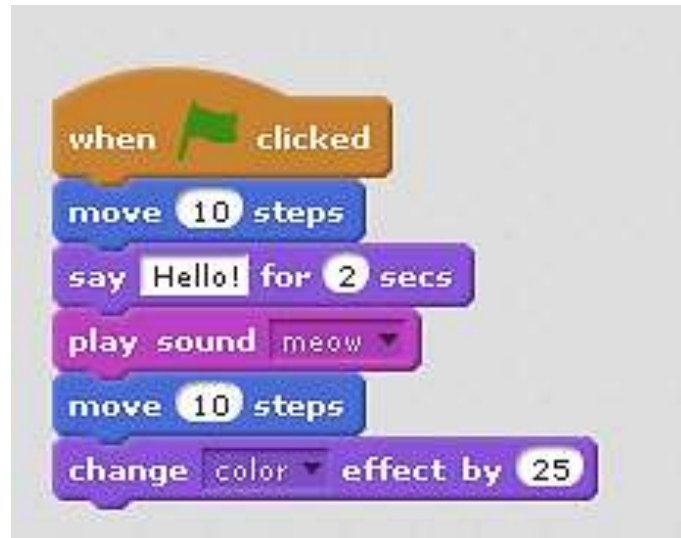 when clicked
move 10 steps
say Hello! for 2 secs
play sound meow
move 10 steps
change color effect by 25